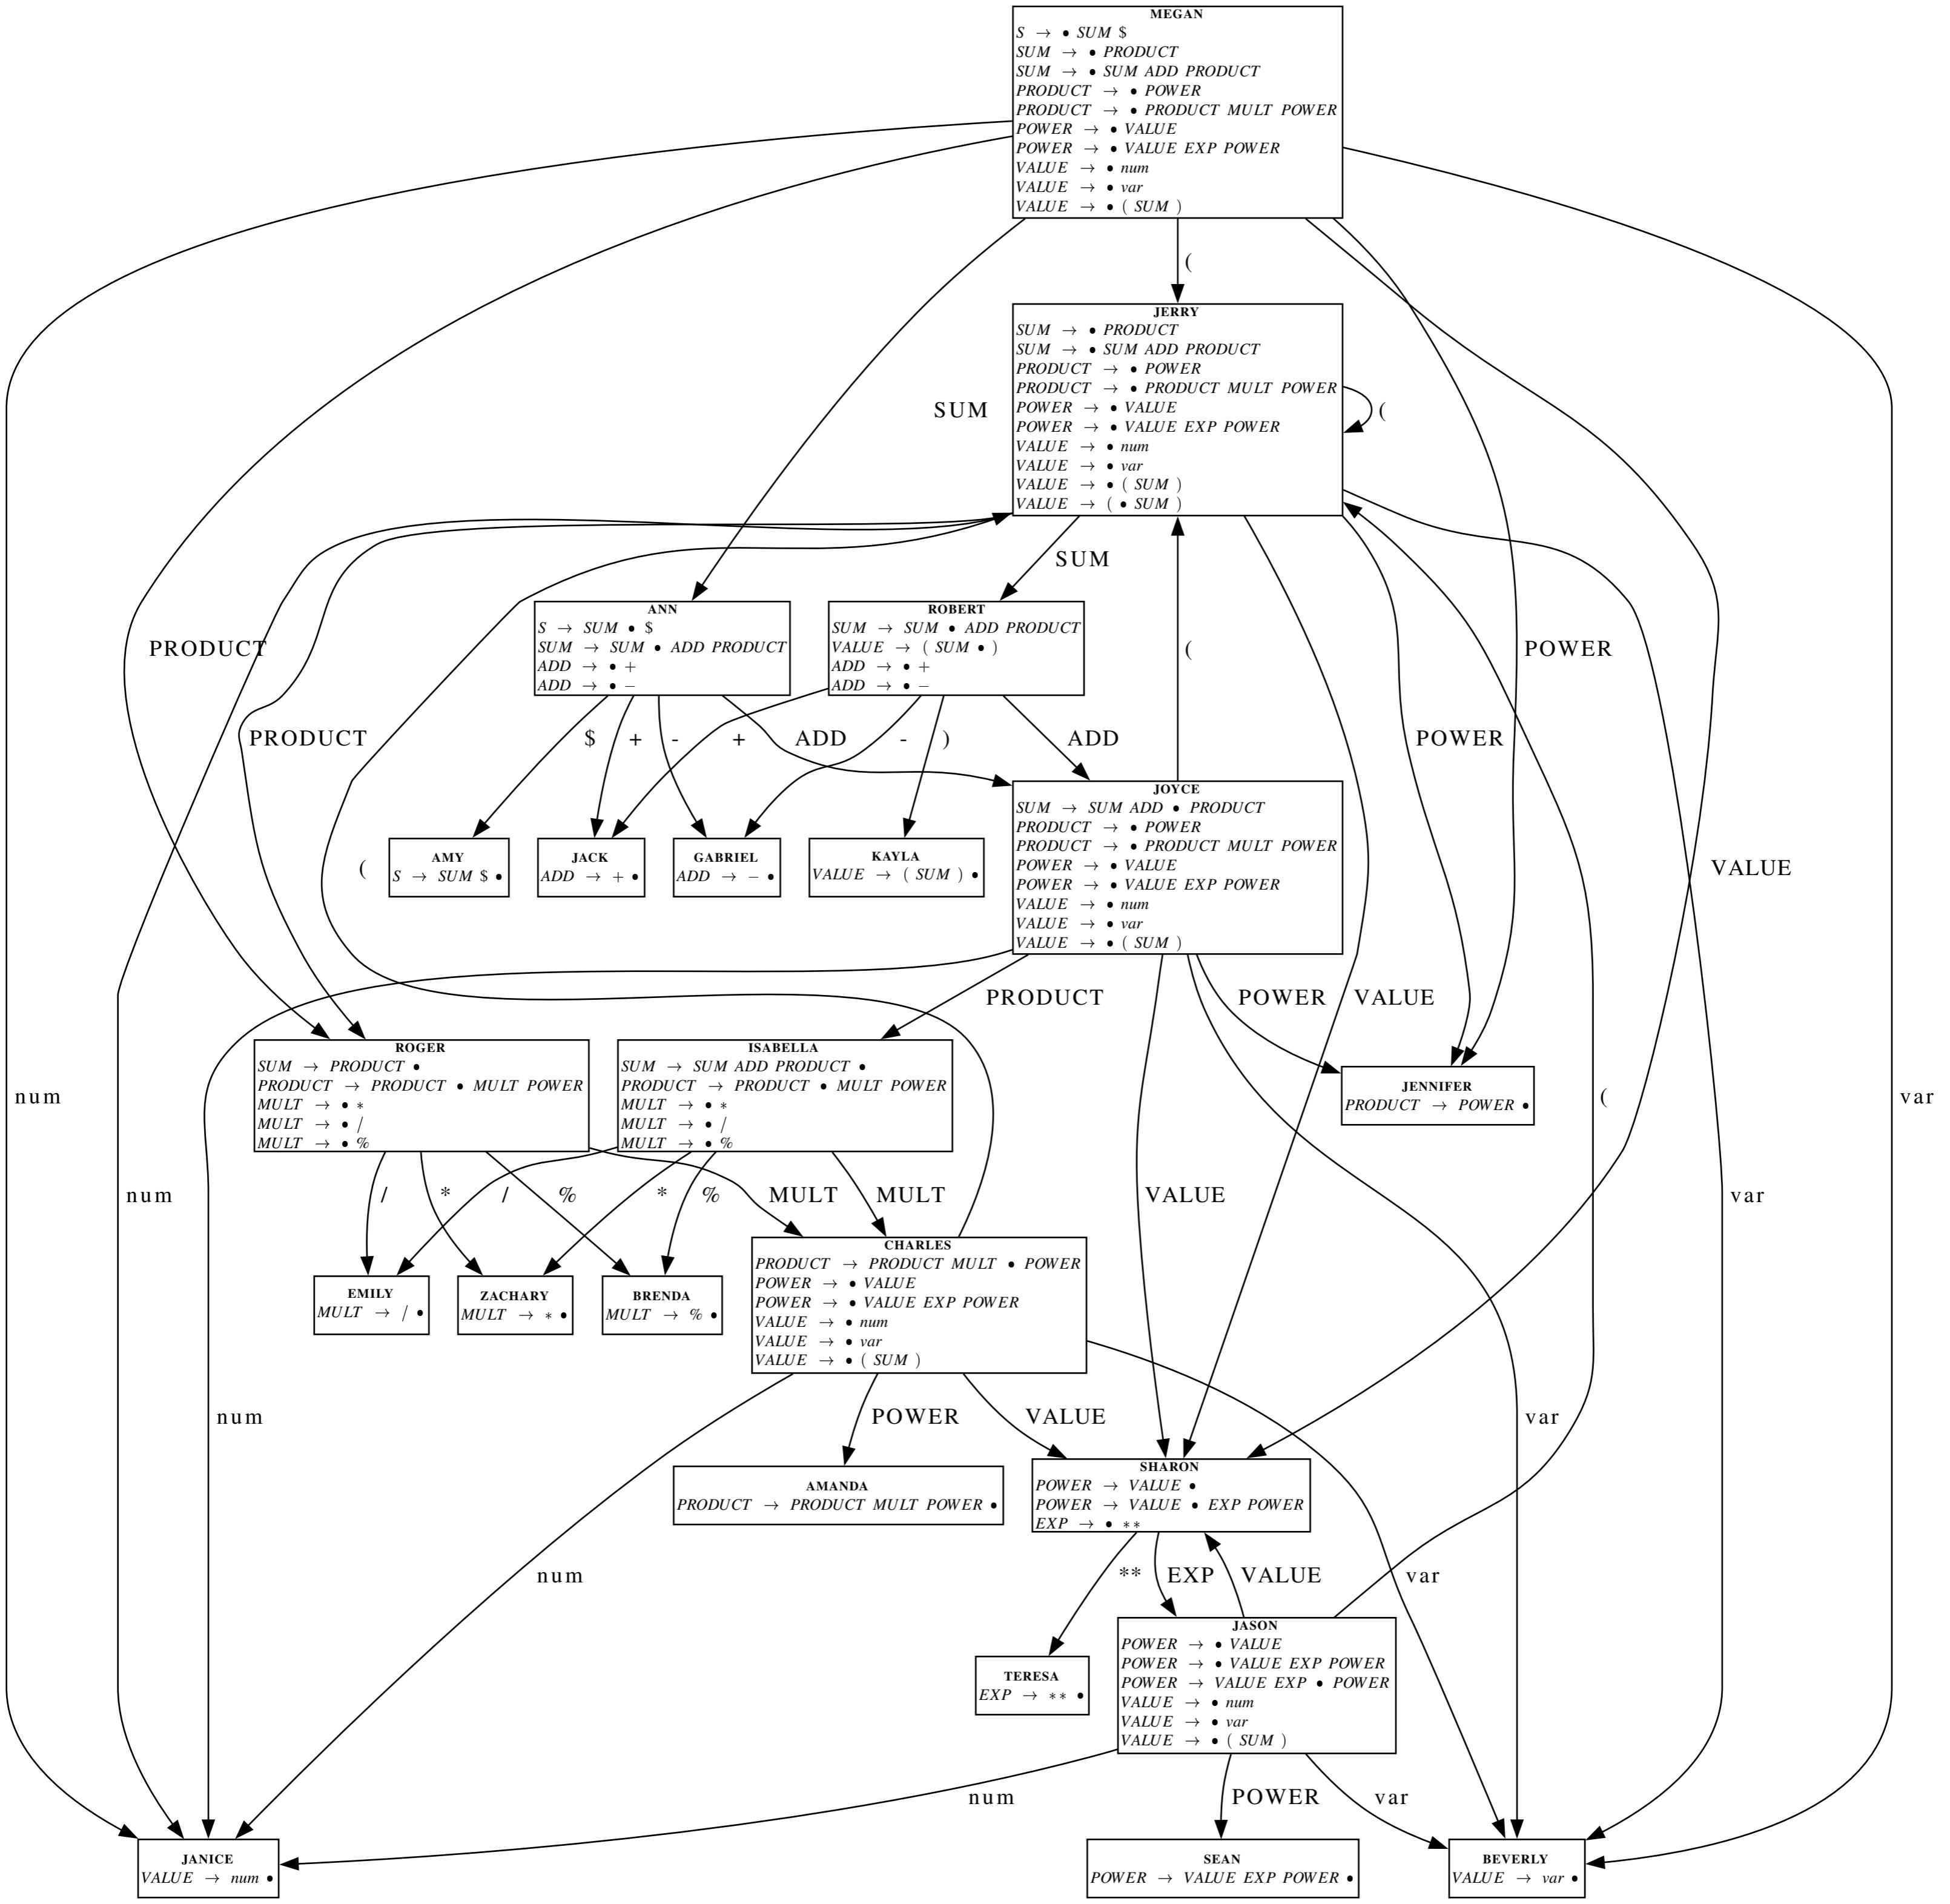 MEGAN
S → • SUM $
SUM → • PRODUCT
SUM → • SUM ADD PRODUCT
PRODUCT → • POWER
PRODUCT → • PRODUCT MULT POWER
POWER → • VALUE
POWER → • VALUE EXP POWER
VALUE → • num
VALUE → • var
VALUE → • ( SUM )
(
JERRY
SUM → • PRODUCT
SUM → • SUM ADD PRODUCT
PRODUCT → • POWER
PRODUCT → • PRODUCT MULT POWER
POWER → • VALUE
POWER → • VALUE EXP POWER
VALUE → • num
VALUE → • var
VALUE → • ( SUM )
VALUE → ( • SUM )
SUM
(
SUM
ANN
S → SUM • $
SUM → SUM • ADD PRODUCT
ADD → • +
ADD → • −
ROBERT
SUM → SUM • ADD PRODUCT
VALUE → ( SUM • )
ADD → • +
ADD → • −
PRODUCT
(
POWER
PRODUCT
$
+
-
+
ADD
-
)
ADD
POWER
JOYCE
SUM → SUM ADD • PRODUCT
PRODUCT → • POWER
PRODUCT → • PRODUCT MULT POWER
POWER → • VALUE
POWER → • VALUE EXP POWER
VALUE → • num
VALUE → • var
VALUE → • ( SUM )
(
AMY
S → SUM $ •
JACK
ADD → + •
GABRIEL
ADD → − •
KAYLA
VALUE → ( SUM ) •
VALUE
PRODUCT
POWER
VALUE
num
ROGER
SUM → PRODUCT •
PRODUCT → PRODUCT • MULT POWER
MULT → • *
MULT → • /
MULT → • %
ISABELLA
SUM → SUM ADD PRODUCT •
PRODUCT → PRODUCT • MULT POWER
MULT → • *
MULT → • /
MULT → • %
JENNIFER
PRODUCT → POWER •
(
var
num
/
*
/
%
*
%
MULT
MULT
VALUE
var
CHARLES
PRODUCT → PRODUCT MULT • POWER
POWER → • VALUE
POWER → • VALUE EXP POWER
VALUE → • num
VALUE → • var
VALUE → • ( SUM )
EMILY
MULT → / •
ZACHARY
MULT → * •
BRENDA
MULT → % •
num
POWER
VALUE
var
AMANDA
PRODUCT → PRODUCT MULT POWER •
SHARON
POWER → VALUE •
POWER → VALUE • EXP POWER
EXP → • **
num
**
EXP
VALUE
var
TERESA
EXP → ** •
JASON
POWER → • VALUE
POWER → • VALUE EXP POWER
POWER → VALUE EXP • POWER
VALUE → • num
VALUE → • var
VALUE → • ( SUM )
num
POWER
var
JANICE
VALUE → num •
SEAN
POWER → VALUE EXP POWER •
BEVERLY
VALUE → var •